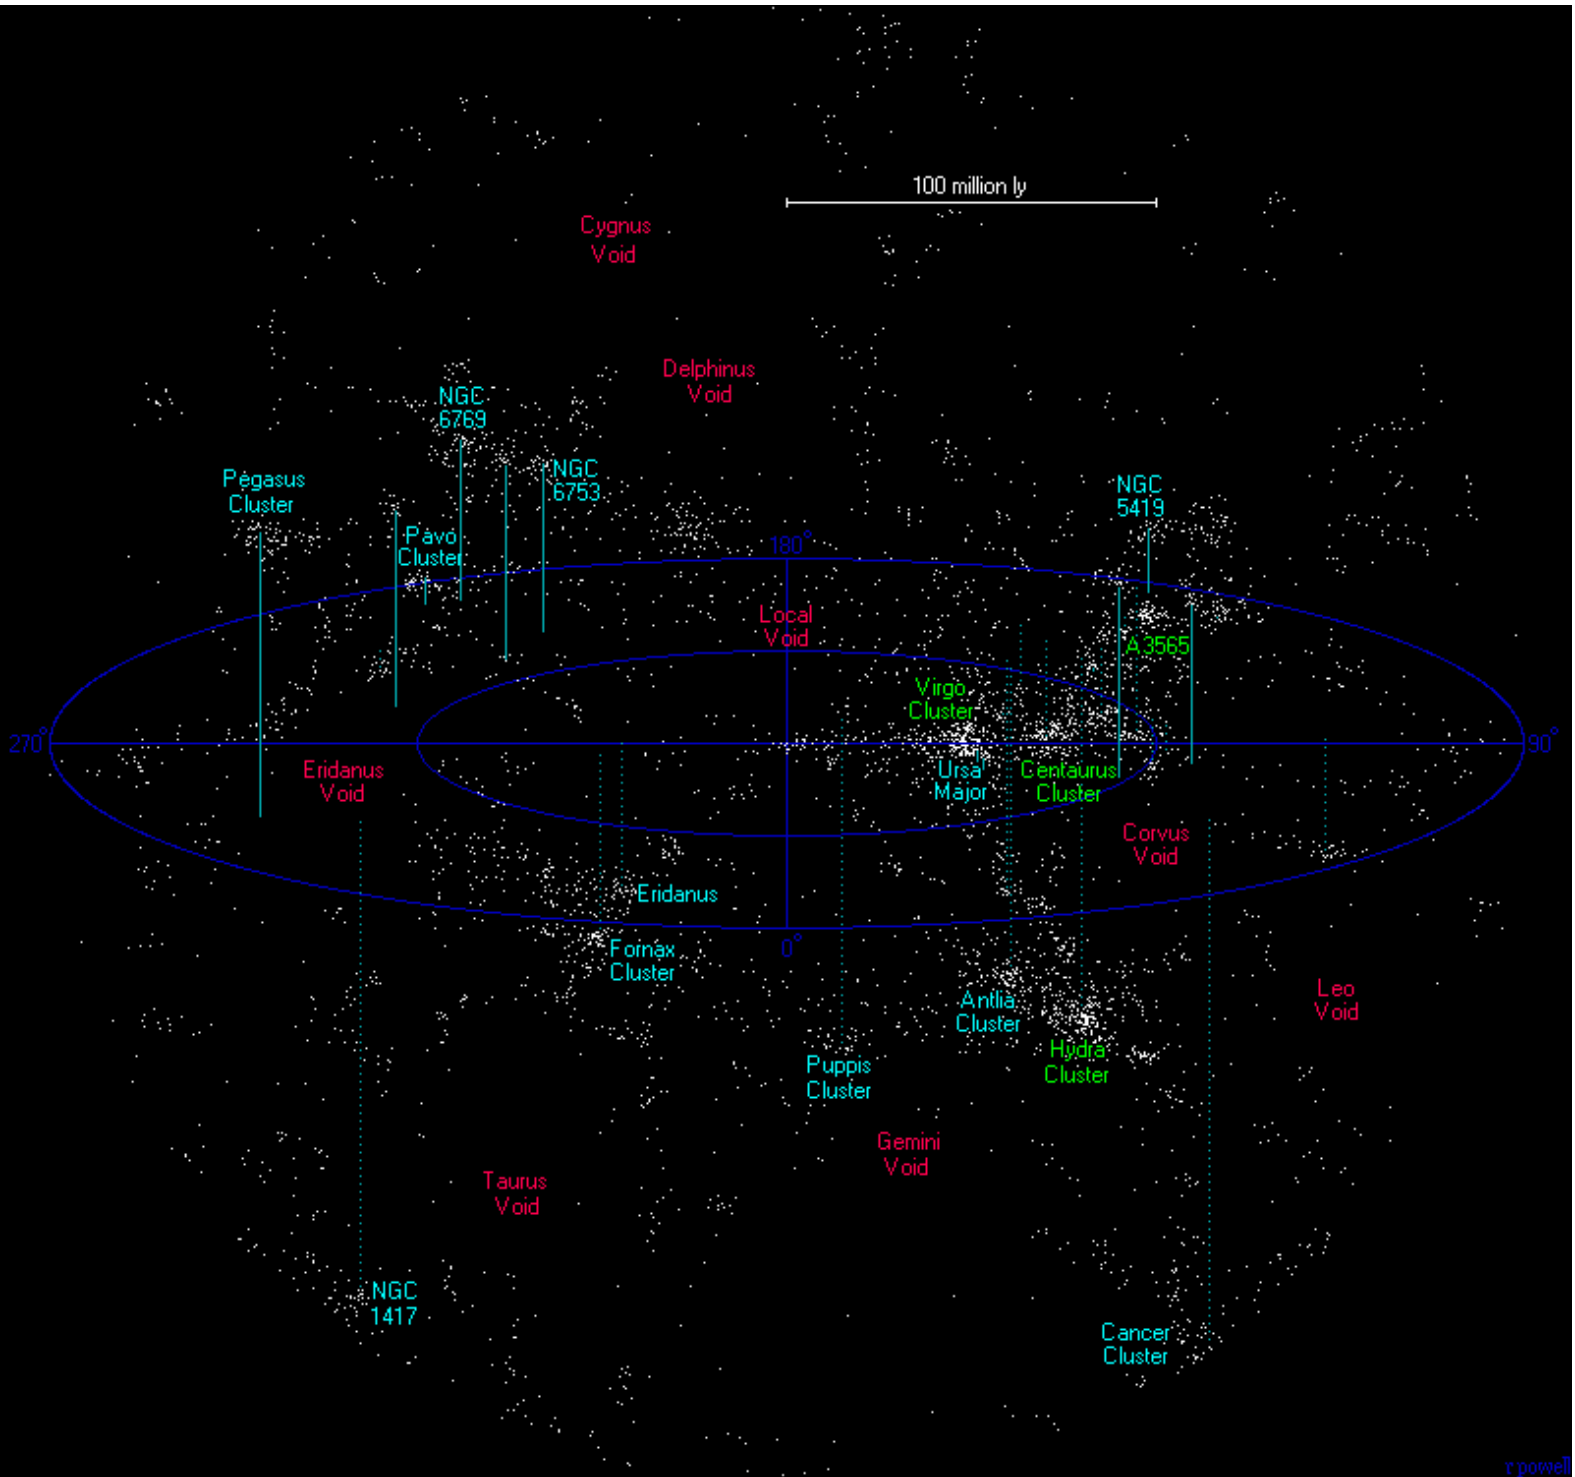 100 million ly
Cygnus
Void
Delphinus
Void
NGC
6769
NGC
6753
Pegasus
Cluster
NGC
5419
Pavo
Cluster
180°
Local
Void
A3565
Virgo
Cluster
270°
90°
Ursa
Major
Centaurus
Cluster
Eridanus
Void
Corvus
Void
Eridanus
0°
Fornax
Cluster
Antlia
Cluster
Leo
Void
Hydra
Cluster
Puppis
Cluster
Gemini
Void
Taurus
Void
NGC
1417
Cancer
Cluster
r powell